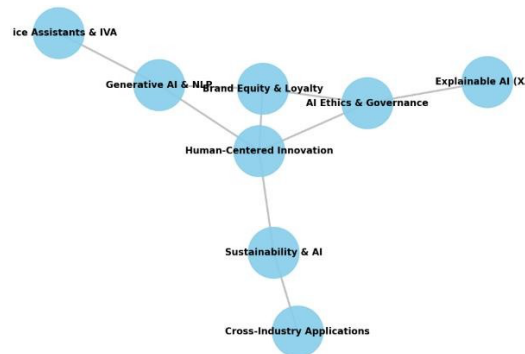 ice Assistants & IVA
Explainable AI (X
Generative AI & NLP
Brand Equity & Loyalty
AI Ethics & Governance
Human-Centered Innovation
Sustainability & AI
Cross-Industry Applications